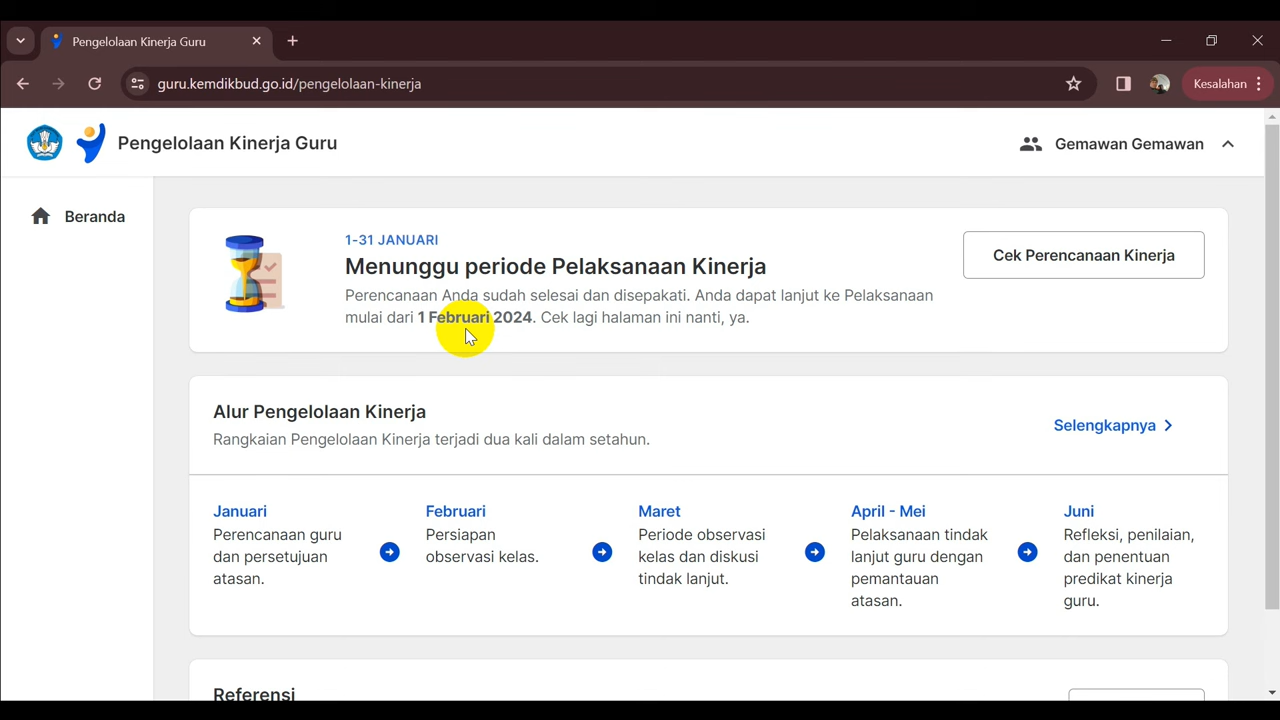 Pengelolaan Kinerja Guru
guru.kemdikbud.go.id/pengelolaan-kinerja
Kesalahan
Pengelolaan Kinerja Guru
Gemawan Gemawan
Beranda
1-31 JANUARI
Menunggu periode Pelaksanaan Kinerja
Perencanaan Anda sudah selesai dan disepakati. Anda dapat lanjut ke Pelaksanaan
mulai dari 1 Februari 2024. Cek lagi halaman ini nanti, ya.
Cek Perencanaan Kinerja
Alur Pengelolaan Kinerja
Rangkaian Pengelolaan Kinerja terjadi dua kali dalam setahun.
Selengkapnya
Januari
Perencanaan guru
dan persetujuan
atasan.
Februari
Persiapan
observasi kelas.
Maret
Periode observasi
kelas dan diskusi
tindak lanjut.
April - Mei
Pelaksanaan tindak
lanjut guru dengan
pemantauan
atasan.
Juni
Refleksi, penilaian,
dan penentuan
predikat kinerja
guru.
Referensi